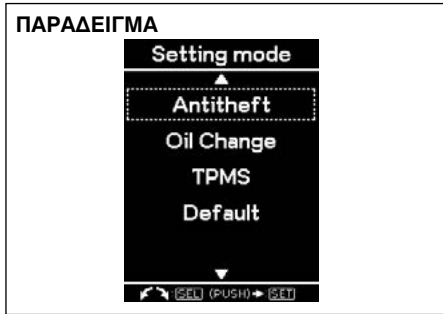 ΠΑΡΑΔΕΙΓΜΑ
Setting mode
Antitheft
Oil Change
TPMS
Default
SEL (PUSH) SET